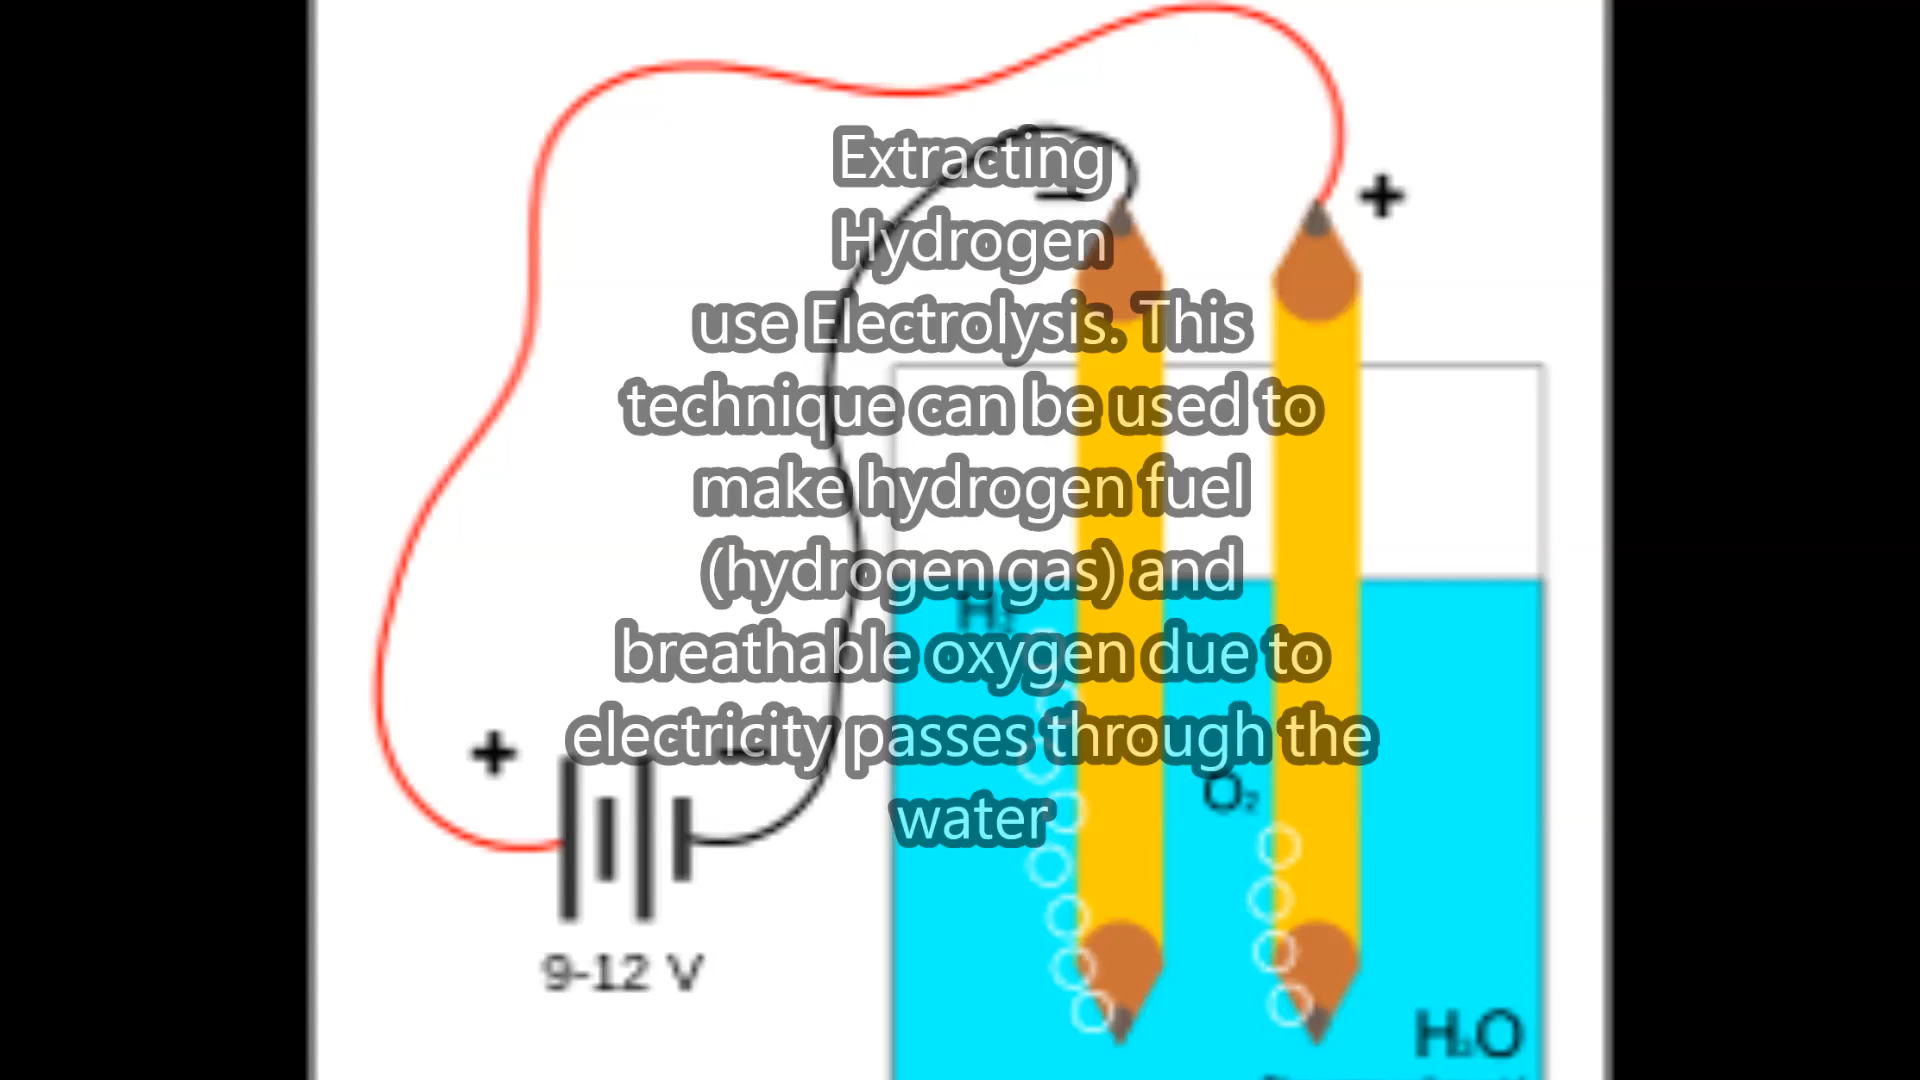 Extracting
Hydrogen
use Electrolysis. This
technique can be used to
make hydrogen fuel
(hydrogen gas) and
breathable oxygen due to
electricity passes through the
water
−
+
H₂
+
−
O₂
9-12 V
H₂O